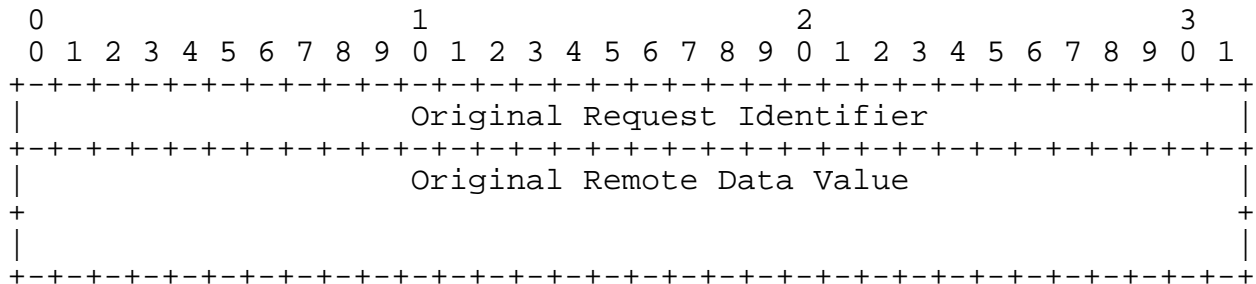 0                   1                   2                   3
 0 1 2 3 4 5 6 7 8 9 0 1 2 3 4 5 6 7 8 9 0 1 2 3 4 5 6 7 8 9 0 1
+-+-+-+-+-+-+-+-+-+-+-+-+-+-+-+-+-+-+-+-+-+-+-+-+-+-+-+-+-+-+-+-+
|                    Original Request Identifier                |
+-+-+-+-+-+-+-+-+-+-+-+-+-+-+-+-+-+-+-+-+-+-+-+-+-+-+-+-+-+-+-+-+
|                    Original Remote Data Value                 |
+                                                               +
|                                                               |
+-+-+-+-+-+-+-+-+-+-+-+-+-+-+-+-+-+-+-+-+-+-+-+-+-+-+-+-+-+-+-+-+